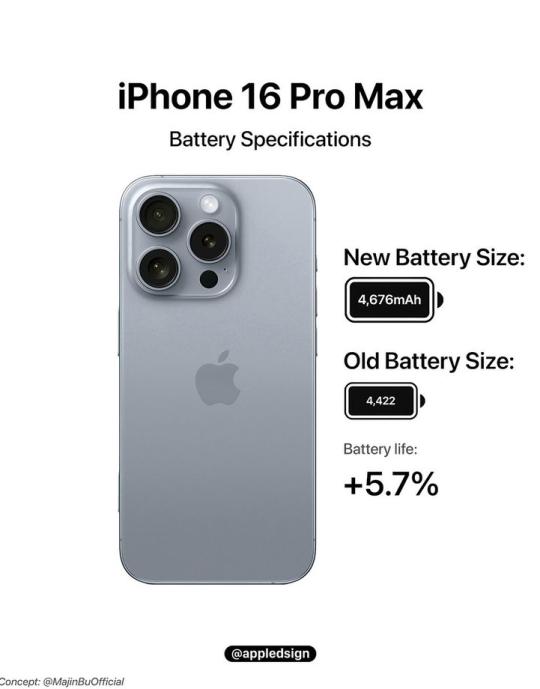 iPhone 16 Pro Max
Battery Specifications
New Battery Size:
4,676mAh
Old Battery Size:
4,422
Battery life:
+5.7%
@appledsign
Concept: @MajinBuOfficial